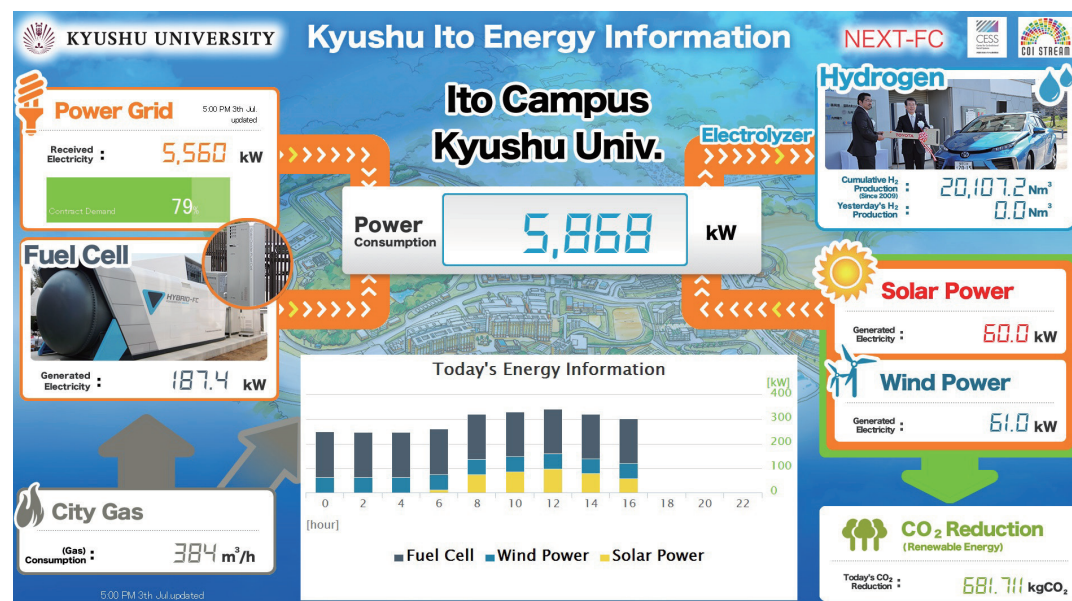 KYUSHU UNIVERSITY
Kyushu Ito Energy Information
NEXT-FC
CESS
COI STREAM
Power Grid
5:00 PM 3th Jul.
updated
Received
Electricity :
5,560 kW
Contract Demand
79%
Fuel Cell
HYBRID-FC
Generated
Electricity :
187.4 kW
City Gas
(Gas)
Consumption :
384 m³/h
5:00 PM 3th Jul.updated
Ito Campus
Kyushu Univ.
Power
Consumption
5,868 kW
Today's Energy Information
[kW]
400
300
200
100
0
0 2 4 6 8 10 12 14 16 18 20 22
[hour]
Fuel Cell Wind Power Solar Power
Electrolyzer
Hydrogen
TOYOTA
Cumulative H₂
Production :
(Since 2009)
20,107.2 Nm³
Yesterday's H₂
Production :
0.0 Nm³
Solar Power
Generated
Electricity :
60.0 kW
Wind Power
Generated
Electricity :
61.0 kW
CO₂ Reduction
(Renewable Energy)
Today's CO₂
Reduction :
681.711 kgCO₂